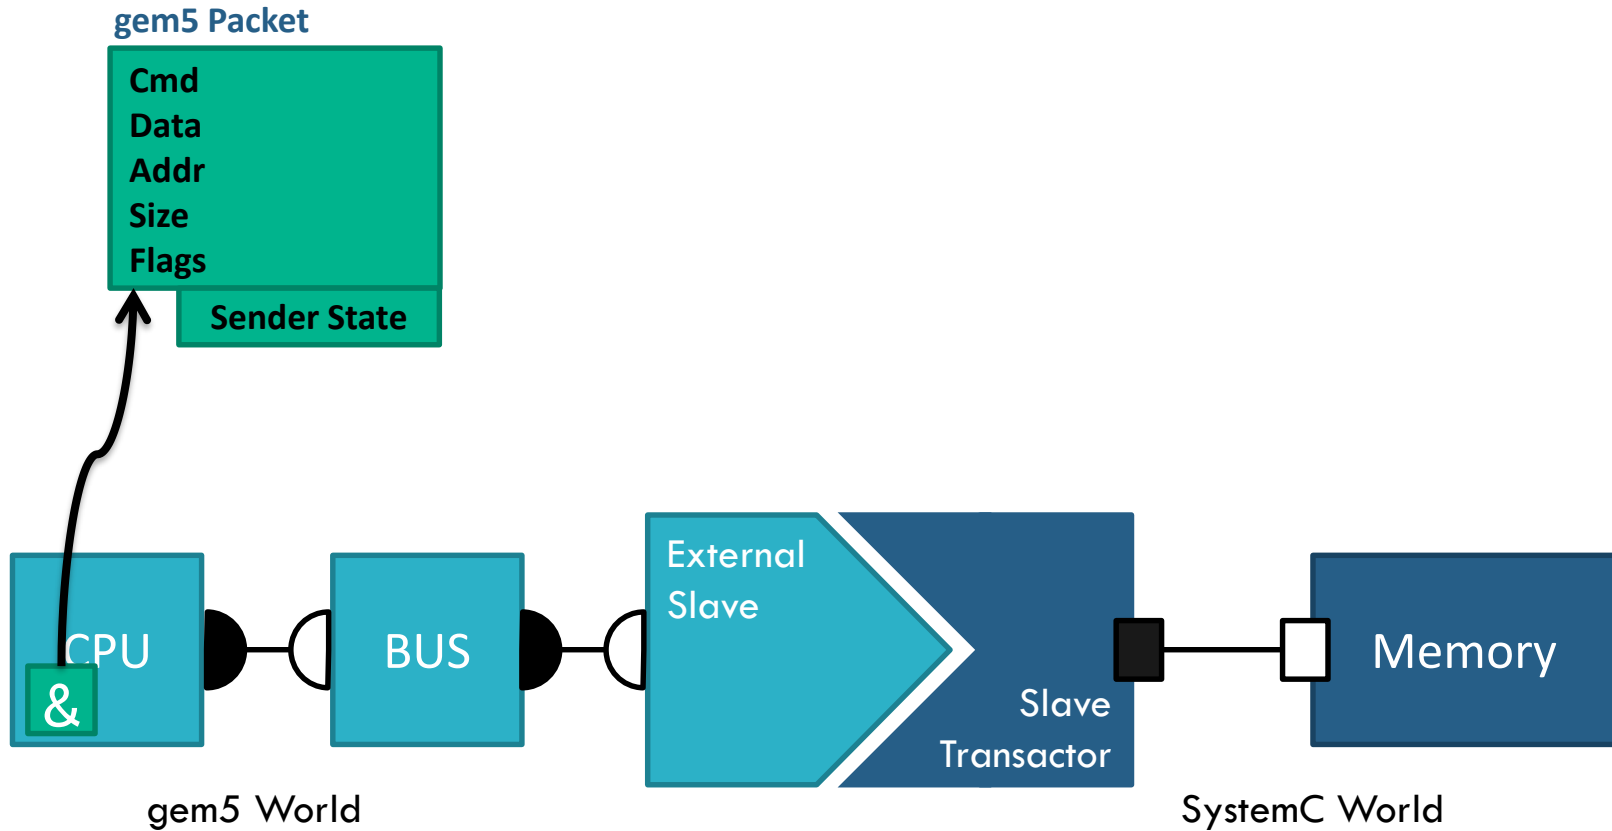 gem5 Packet
Cmd
Data
Addr
Size
Flags
Sender State
CPU
&
BUS
External
Slave
Slave
Transactor
Memory
gem5 World
SystemC World